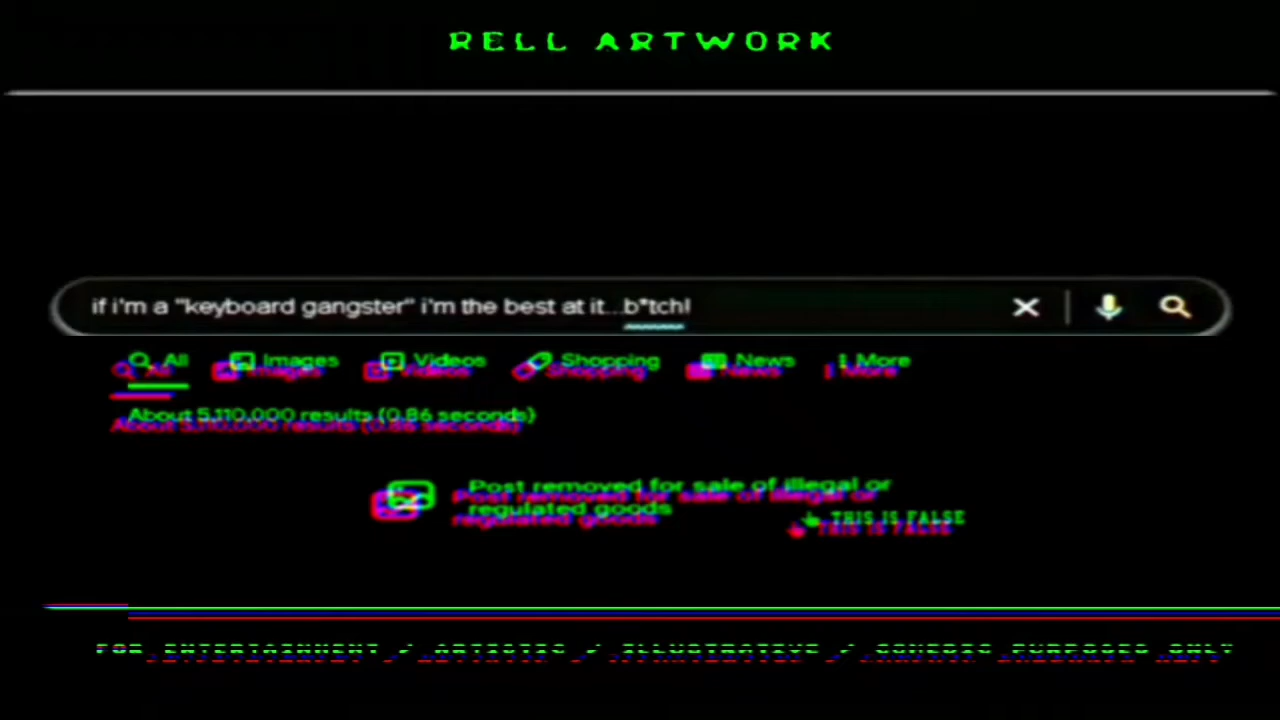 RELL ARTWORK
if i'm a "keyboard gangster" i'm the best at it...b*tch!
All Images Videos Shopping News More
About 5,110,000 results (0.86 seconds)
Post removed for sale of illegal or
regulated goods
THIS IS FALSE
FOR ENTERTAINMENT / ARTISTIC / ILLUSTRATIVE / COMEDIC PURPOSES ONLY